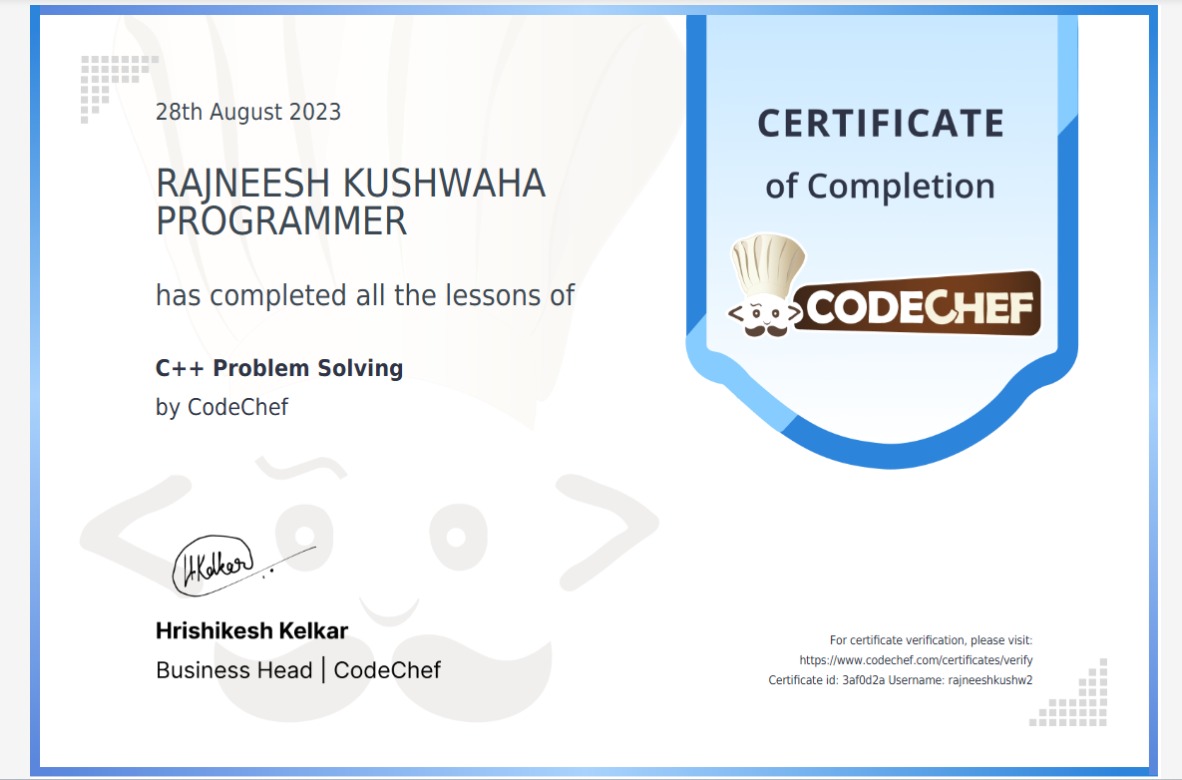 28th August 2023
RAJNEESH KUSHWAHA
PROGRAMMER
has completed all the lessons of
C++ Problem Solving
by CodeChef
CERTIFICATE
of Completion
CODECHEF
HKelkar
Hrishikesh Kelkar
Business Head | CodeChef
For certificate verification, please visit:
https://www.codechef.com/certificates/verify
Certificate id: 3af0d2a Username: rajneeshkushw2